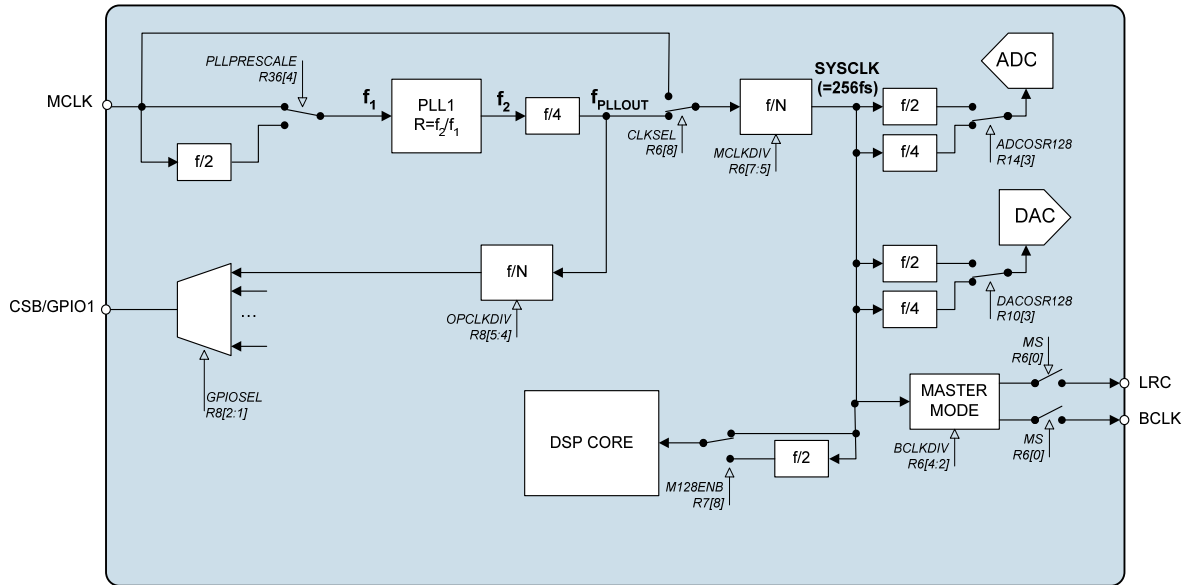 PLLPRESCALE
R36[4]
MCLK
f/2
f1
PLL1
R=f2/f1
f2
f/4
fPLLOUT
CLKSEL
R6[8]
f/N
MCLKDIV
R6[7:5]
SYSCLK
(=256fs)
f/2
f/4
ADC
ADCOSR128
R14[3]
DAC
f/2
f/4
DACOSR128
R10[3]
CSB/GPIO1
...
GPIOSEL
R8[2:1]
f/N
OPCLKDIV
R8[5:4]
DSP CORE
f/2
M128ENB
R7[8]
MASTER
MODE
BCLKDIV
R6[4:2]
MS
R6[0]
LRC
BCLK
MS
R6[0]